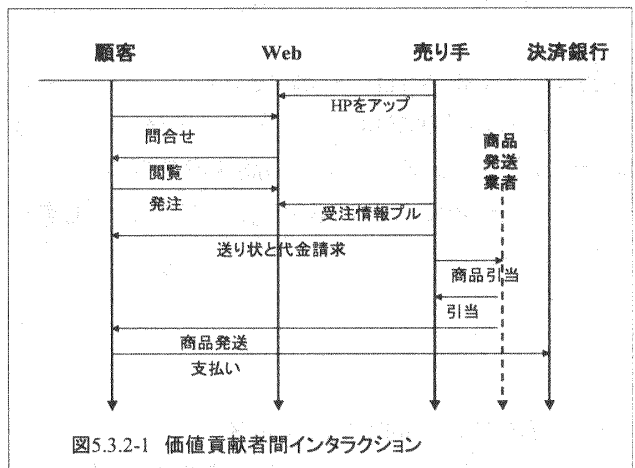 顧客 Web 売り手 決済銀行
HPをアップ
問合せ
商品
発送
業者
閲覧
発注
受注情報プル
送り状と代金請求
商品引当
引当
商品発送
支払い
図5.3.2-1 価値貢献者間インタラクション